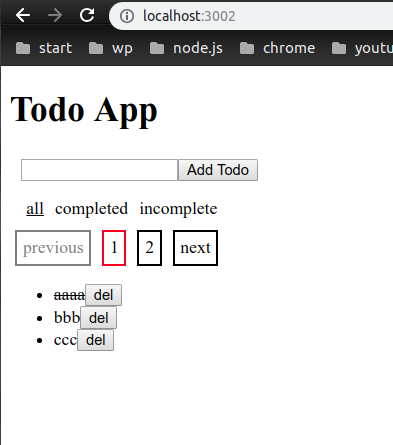 localhost:3002
start wp node.js chrome
Todo App
Add Todo
all completed incomplete
previous 1 2 next
aaaa del
bbb del
ccc del